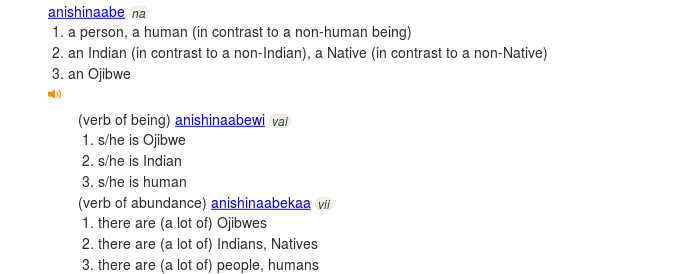 anishinaabe na
1. a person, a human (in contrast to a non-human being)
2. an Indian (in contrast to a non-Indian), a Native (in contrast to a non-Native)
3. an Ojibwe
(verb of being) anishinaabewi vai
1. s/he is Ojibwe
2. s/he is Indian
3. s/he is human
(verb of abundance) anishinaabekaa vii
1. there are (a lot of) Ojibwes
2. there are (a lot of) Indians, Natives
3. there are (a lot of) people, humans